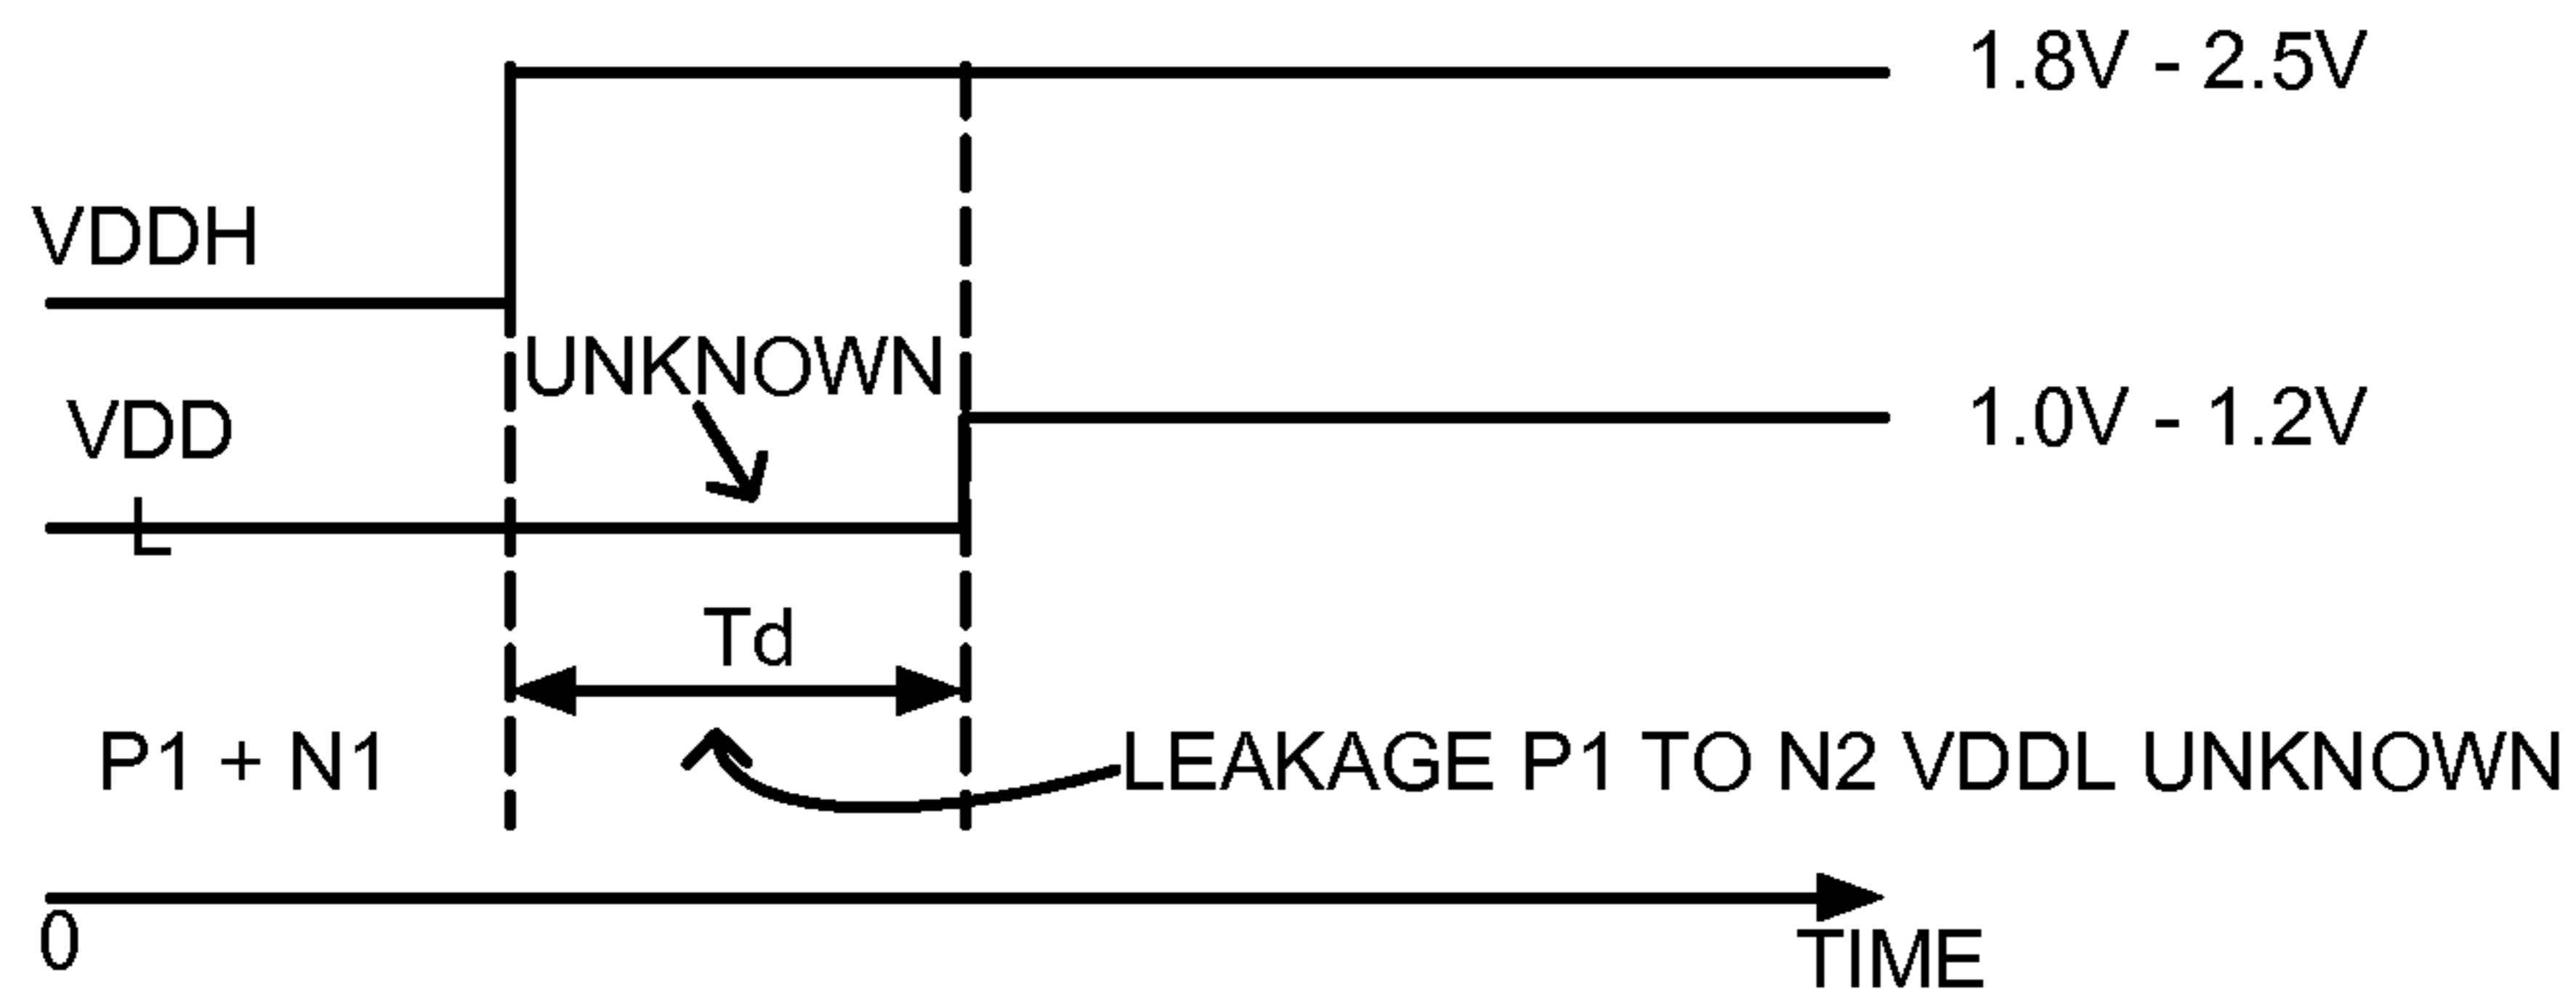 1.8V - 2.5V
VDDH
UNKNOWN
VDD
L
1.0V - 1.2V
Td
P1 + N1
LEAKAGE P1 TO N2 VDDL UNKNOWN
0
TIME